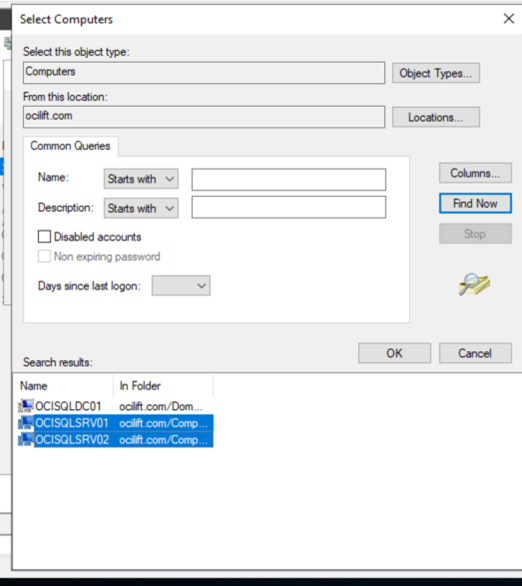 Select Computers
Select this object type:
Computers
Object Types...
From this location:
ocilift.com
Locations...
Common Queries
Name: Starts with
Columns...
Description: Starts with
Find Now
Disabled accounts
Stop
Non expiring password
Days since last logon:
OK Cancel
Search results:
Name In Folder
OCISQLDC01 ocilift.com/Dom...
OCISQLSRV01 ocilift.com/Comp...
OCISQLSRV02 ocilift.com/Comp...